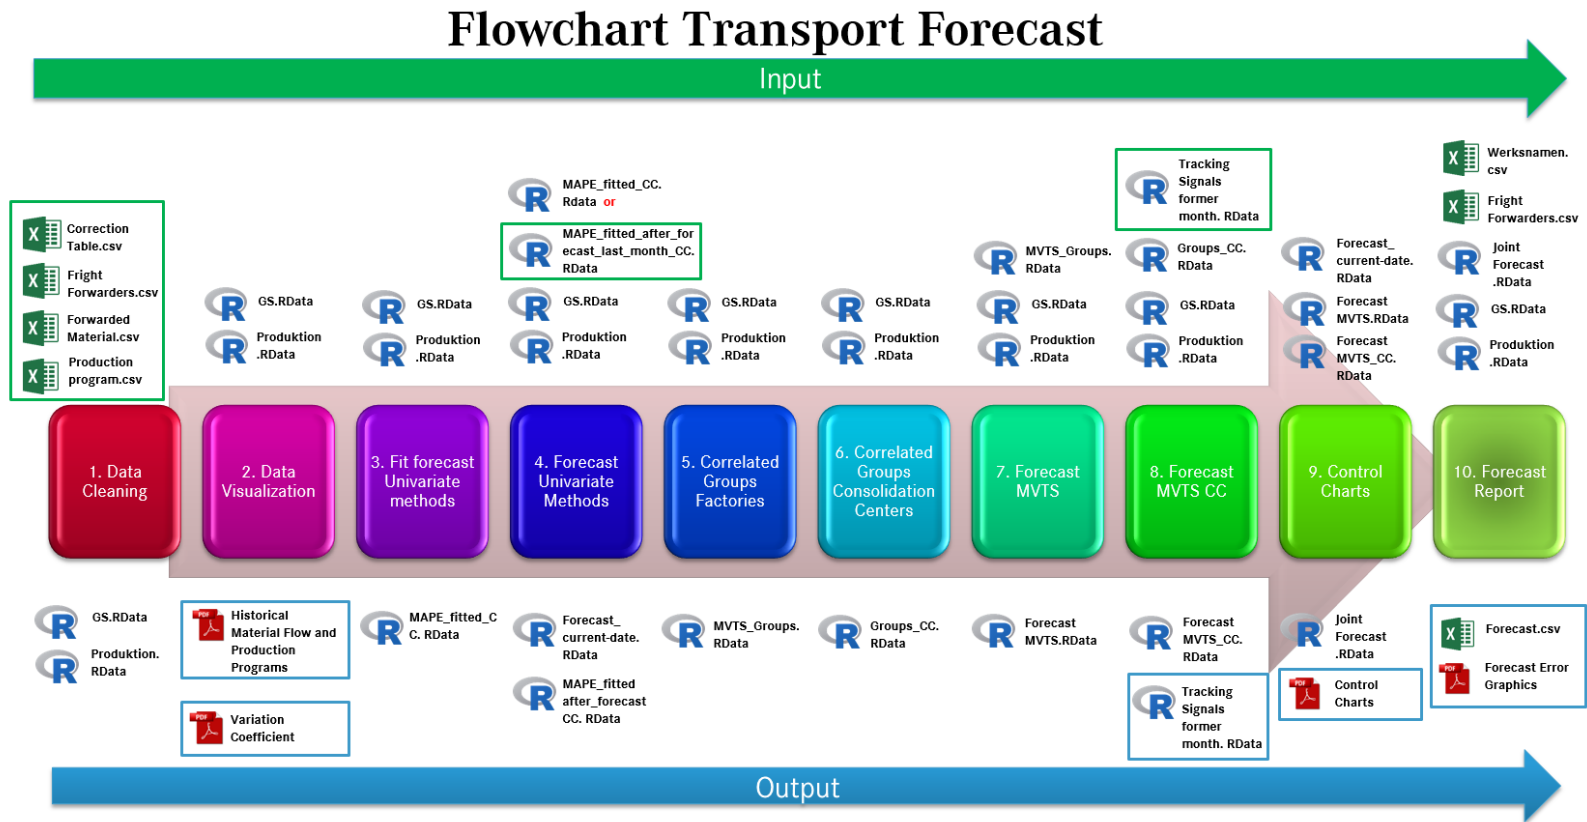 Flowchart Transport Forecast
Input
Correction
Table.csv
Fright
Forwarders.csv
Forwarded
Material.csv
Production
program.csv
GS.RData
Produktion
.RData
GS.RData
Produktion
.RData
MAPE_fitted_CC.
Rdata or
MAPE_fitted_after_for
ecast_last_month_CC.
RData
GS.RData
Produktion
.RData
GS.RData
Produktion
.RData
GS.RData
Produktion
.RData
MVTS_Groups.
RData
GS.RData
Produktion
.RData
Tracking
Signals
former
month. RData
Groups_CC.
RData
GS.RData
Produktion
.RData
Forecast_
current-date.
RData
Forecast
MVTS.RData
Forecast
MVTS_CC.
RData
Werksnamen.
csv
Fright
Forwarders.csv
Joint
Forecast
.RData
GS.RData
Produktion
.RData
1. Data
Cleaning
2. Data
Visualization
3. Fit forecast
Univariate
methods
4. Forecast
Univariate
Methods
5. Correlated
Groups
Factories
6. Correlated
Groups
Consolidation
Centers
7. Forecast
MVTS
8. Forecast
MVTS CC
9. Control
Charts
10. Forecast
Report
GS.RData
Produktion.
RData
Historical
Material Flow and
Production
Programs
Variation
Coefficient
MAPE_fitted_C
C. RData
Forecast_
current-date.
RData
MAPE_fitted
after_forecast
CC. RData
MVTS_Groups.
RData
Groups_CC.
RData
Forecast
MVTS.RData
Forecast
MVTS_CC.
RData
Tracking
Signals
former
month. RData
Joint
Forecast
.RData
Control
Charts
Forecast.csv
Forecast Error
Graphics
Output